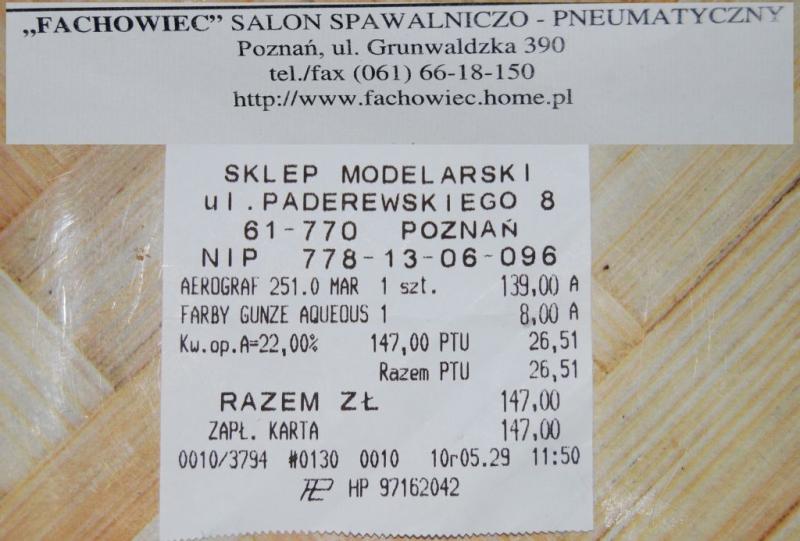 „FACHOWIEC” SALON SPAWALNICZO - PNEUMATYCZNY
Poznań, ul. Grunwaldzka 390
tel./fax (061) 66-18-150
http://www.fachowiec.home.pl
SKLEP MODELARSKI
ul.PADEREWSKIEGO 8
61-770 POZNAŃ
NIP 778-13-06-096
AEROGRAF 251.0 MAR 1 szt. 139,00 A
FARBY GUNZE AQUEOUS 1 8,00 A
Kw.op.A=22,00% 147,00 PTU 26,51
Razem PTU 26,51
RAZEM ZŁ 147,00
ZAPŁ. KARTA 147,00
0010/3794 #0130 0010 10r05.29 11:50
HP 97162042